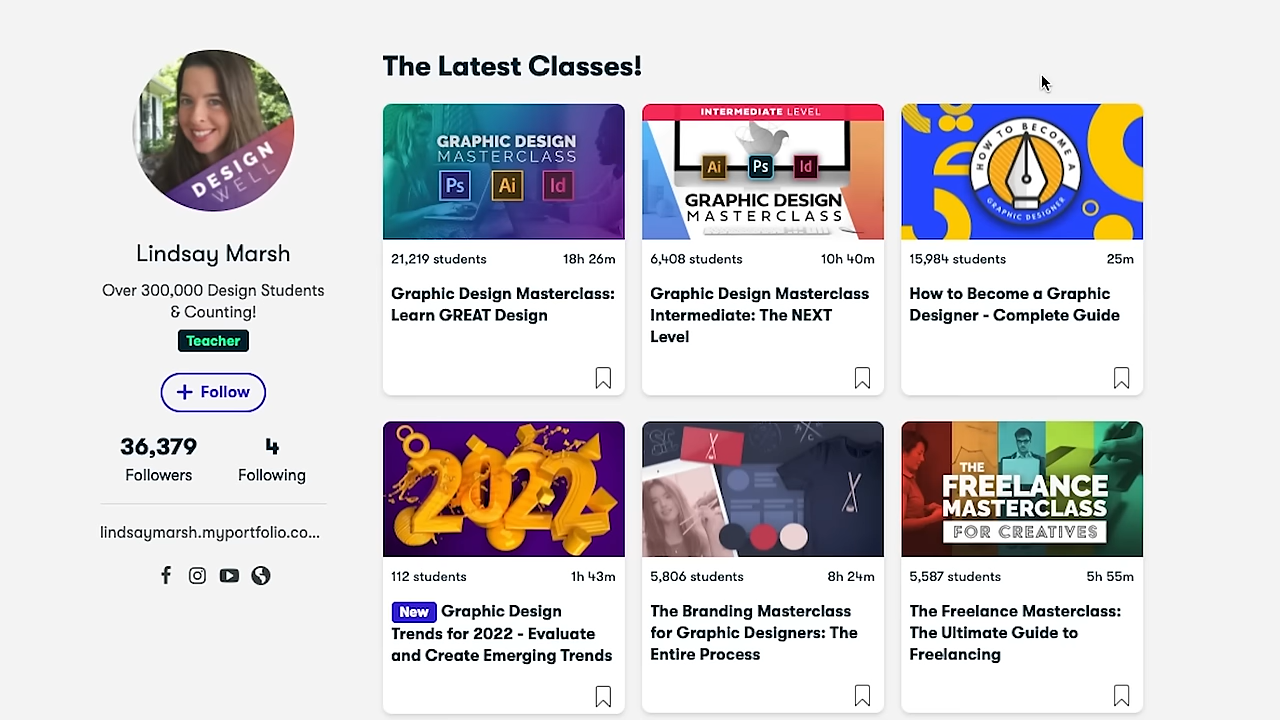 The Latest Classes!
DESIGN
WELL
Lindsay Marsh
Over 300,000 Design Students
& Counting!
Teacher
+ Follow
36,379
4
Followers
Following
lindsaymarsh.myportfolio.co...
GRAPHIC DESIGN
MASTERCLASS
Ps
Ai
Id
21,219 students
18h 26m
Graphic Design Masterclass:
Learn GREAT Design
INTERMEDIATE LEVEL
Ai
Ps
Id
GRAPHIC DESIGN
MASTERCLASS
6,408 students
10h 40m
Graphic Design Masterclass
Intermediate: The NEXT
Level
HOW TO BECOME A
GRAPHIC DESIGNER
15,984 students
25m
How to Become a Graphic
Designer - Complete Guide
2022
112 students
1h 43m
New Graphic Design
Trends for 2022 - Evaluate
and Create Emerging Trends
5,806 students
8h 24m
The Branding Masterclass
for Graphic Designers: The
Entire Process
THE
FREELANCE
MASTERCLASS
FOR CREATIVES
5,587 students
5h 55m
The Freelance Masterclass:
The Ultimate Guide to
Freelancing